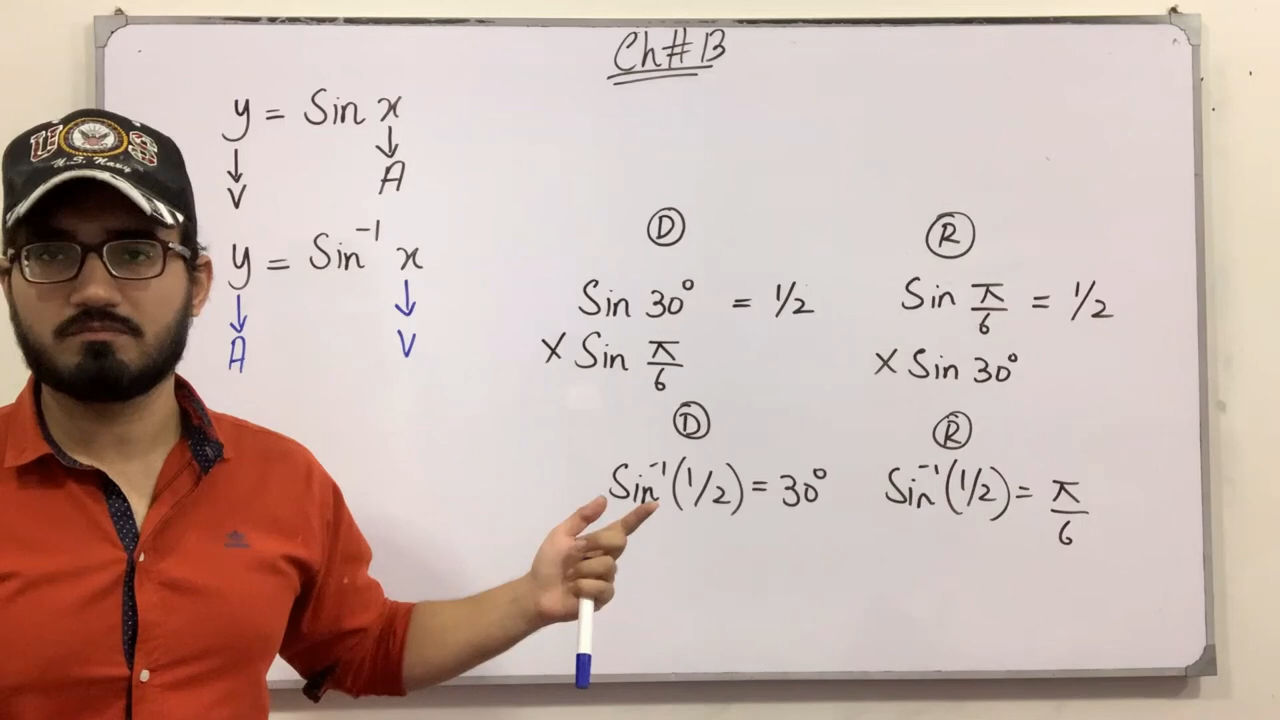 Ch#13
y = Sin x
↓ ↓
V A
y = Sin⁻¹ x
↓ ↓
A V
Ⓓ Ⓡ
Sin 30° = 1/2 Sin π/6 = 1/2
× Sin π/6 × Sin 30°
Ⓓ Ⓡ
Sin⁻¹(1/2) = 30° Sin⁻¹(1/2) = π/6
U S
U.S. Navy